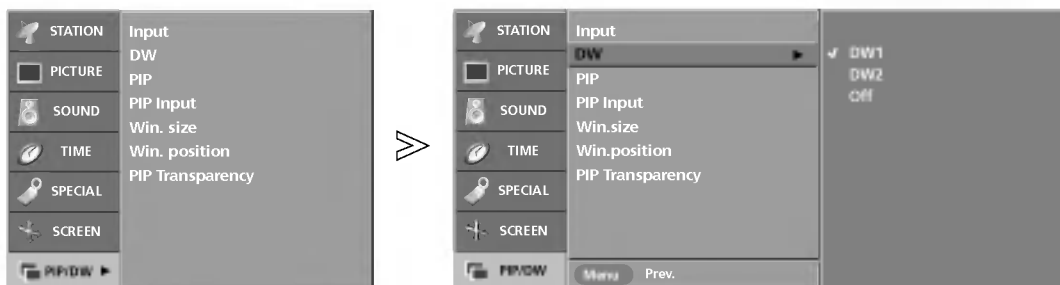 STATION
PICTURE
SOUND
TIME
SPECIAL
SCREEN
PIP/DW
Input
DW
PIP
PIP Input
Win. size
Win. position
PIP Transparency
STATION
PICTURE
SOUND
TIME
SPECIAL
SCREEN
PIP/DW
Input
DW
PIP
PIP Input
Win.size
Win.position
PIP Transparency
Menu Prev.
DW1
DW2
Off